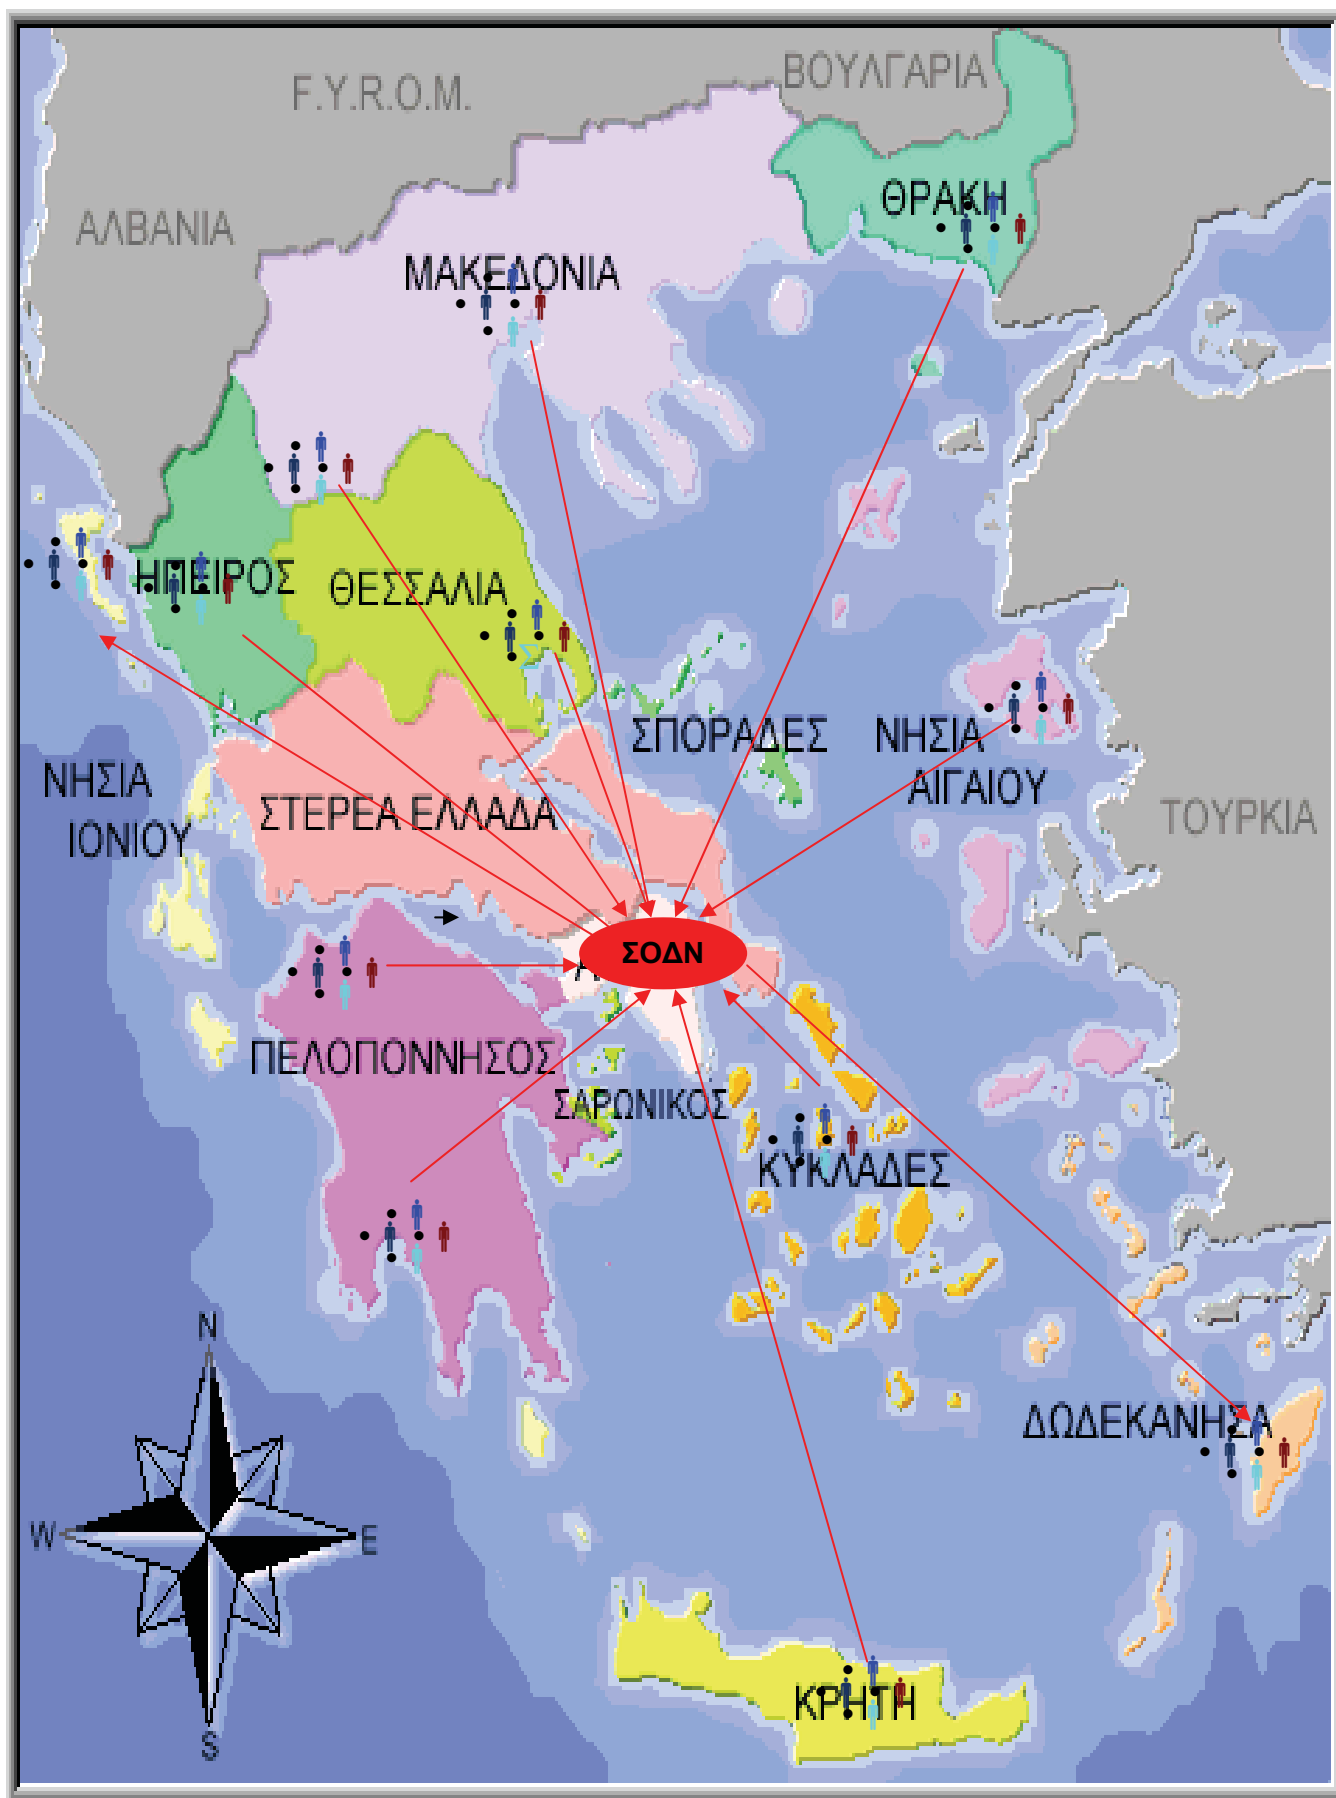 ΒΟΥΛΓΑΡΙΑ
F.Y.R.O.M.
ΘΡΑΚΗ
ΑΛΒΑΝΙΑ
ΜΑΚΕΔΟΝΙΑ
ΗΠΕΙΡΟΣ
ΘΕΣΣΑΛΙΑ
Σ
ΣΠΟΡΑΔΕΣ
ΝΗΣΙΑ
ΑΙΓΑΙΟΥ
ΝΗΣΙΑ
ΙΟΝΙΟΥ
ΣΤΕΡΕΑ ΕΛΛΑΔΑ
ΤΟΥΡΚΙΑ
ΣΟΔΝ
ΠΕΛΟΠΟΝΝΗΣΟΣ
ΣΑΡΩΝΙΚΟΣ
ΚΥΚΛΑΔΕΣ
N
ΔΩΔΕΚΑΝΗΣΑ
W
E
ΚΡΗΤΗ
S